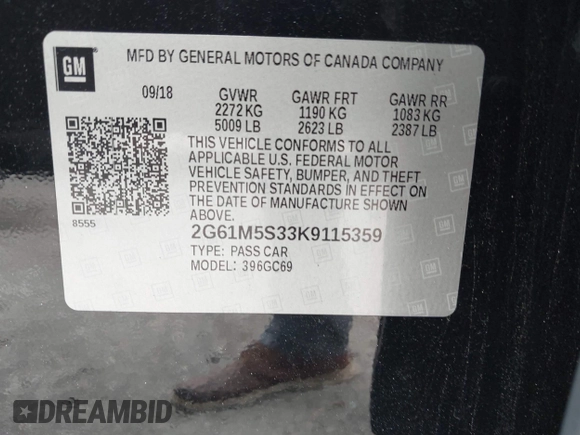 GM
MFD BY GENERAL MOTORS OF CANADA COMPANY
09/18 GVWR GAWR FRT GAWR RR
2272 KG 1190 KG 1083 KG
5009 LB 2623 LB 2387 LB
THIS VEHICLE CONFORMS TO ALL
APPLICABLE U.S. FEDERAL MOTOR
VEHICLE SAFETY, BUMPER, AND THEFT
PREVENTION STANDARDS IN EFFECT ON
THE DATE OF MANUFACTURE SHOWN
ABOVE.
8555
2G61M5S33K9115359
TYPE: PASS CAR
MODEL: 396GC69
DREAMBID